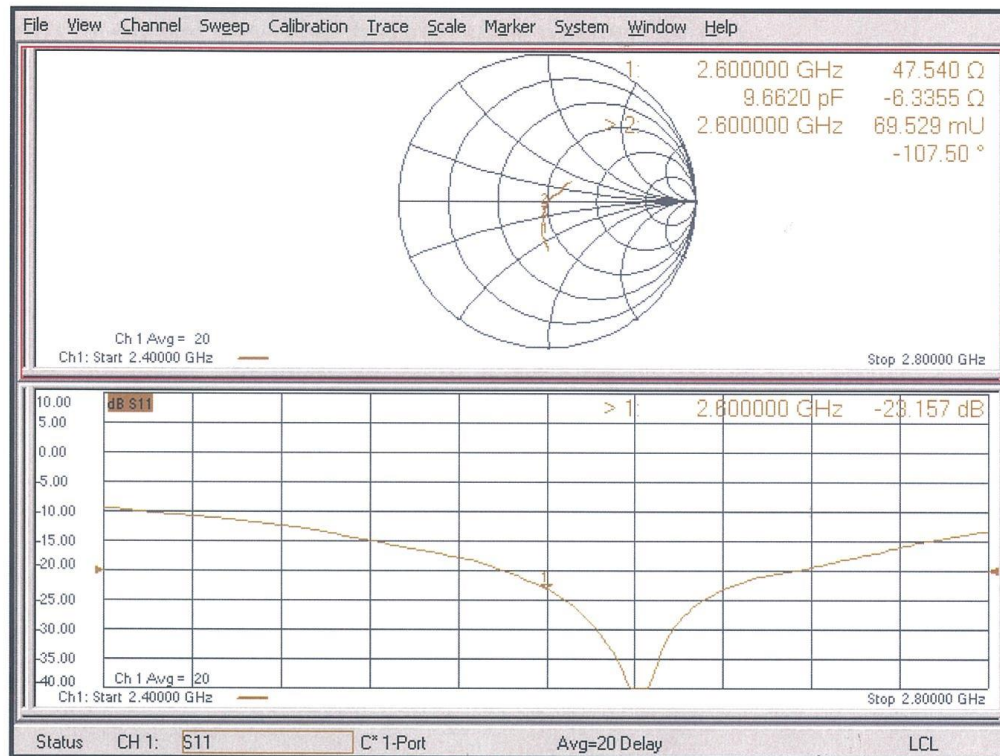 File View Channel Sweep Calibration Trace Scale Marker System Window Help
1: 2.600000 GHz 47.540 Ω
9.6620 pF -6.3355 Ω
> 2: 2.600000 GHz 69.529 mU
-107.50 °
2
1
Ch 1 Avg = 20
Ch1: Start 2.40000 GHz
Stop 2.80000 GHz
10.00
dB S11
> 1: 2.600000 GHz -23.157 dB
5.00
0.00
-5.00
-10.00
-15.00
-20.00
1
-25.00
-30.00
-35.00
-40.00
Ch 1 Avg = 20
Ch1: Start 2.40000 GHz
Stop 2.80000 GHz
Status CH 1: S11 C* 1-Port Avg=20 Delay LCL